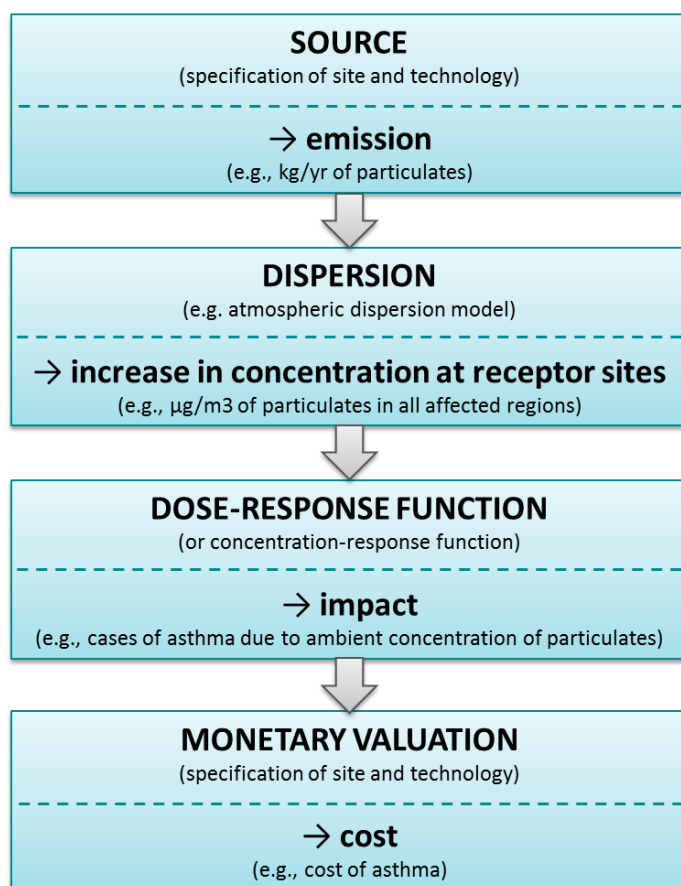 SOURCE
(specification of site and technology)
→ emission
(e.g., kg/yr of particulates)
DISPERSION
(e.g. atmospheric dispersion model)
→ increase in concentration at receptor sites
(e.g., µg/m3 of particulates in all affected regions)
DOSE-RESPONSE FUNCTION
(or concentration-response function)
→ impact
(e.g., cases of asthma due to ambient concentration of particulates)
MONETARY VALUATION
(specification of site and technology)
→ cost
(e.g., cost of asthma)